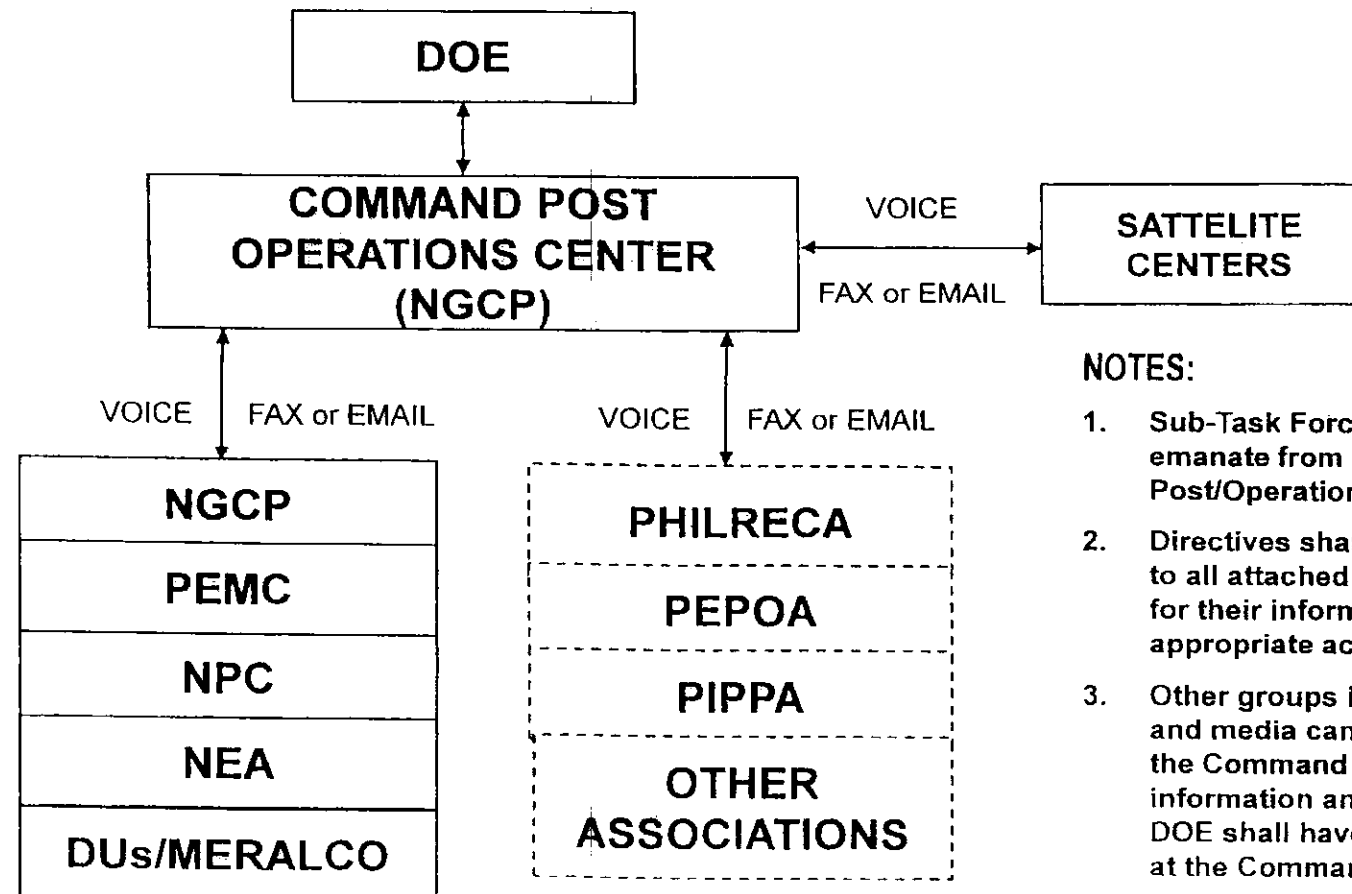 DOE
COMMAND POST
OPERATIONS CENTER
(NGCP)
VOICE
FAX or EMAIL
SATTELITE
CENTERS
VOICE FAX or EMAIL
VOICE FAX or EMAIL
NGCP
PEMC
NPC
NEA
DUs/MERALCO
PHILRECA
PEPOA
PIPPA
OTHER
ASSOCIATIONS
NOTES:
1. Sub-Task Forc
emanate from
Post/Operation
2. Directives sha
to all attached
for their inform
appropriate ac
3. Other groups i
and media can
the Command
information an
DOE shall have
at the Comman